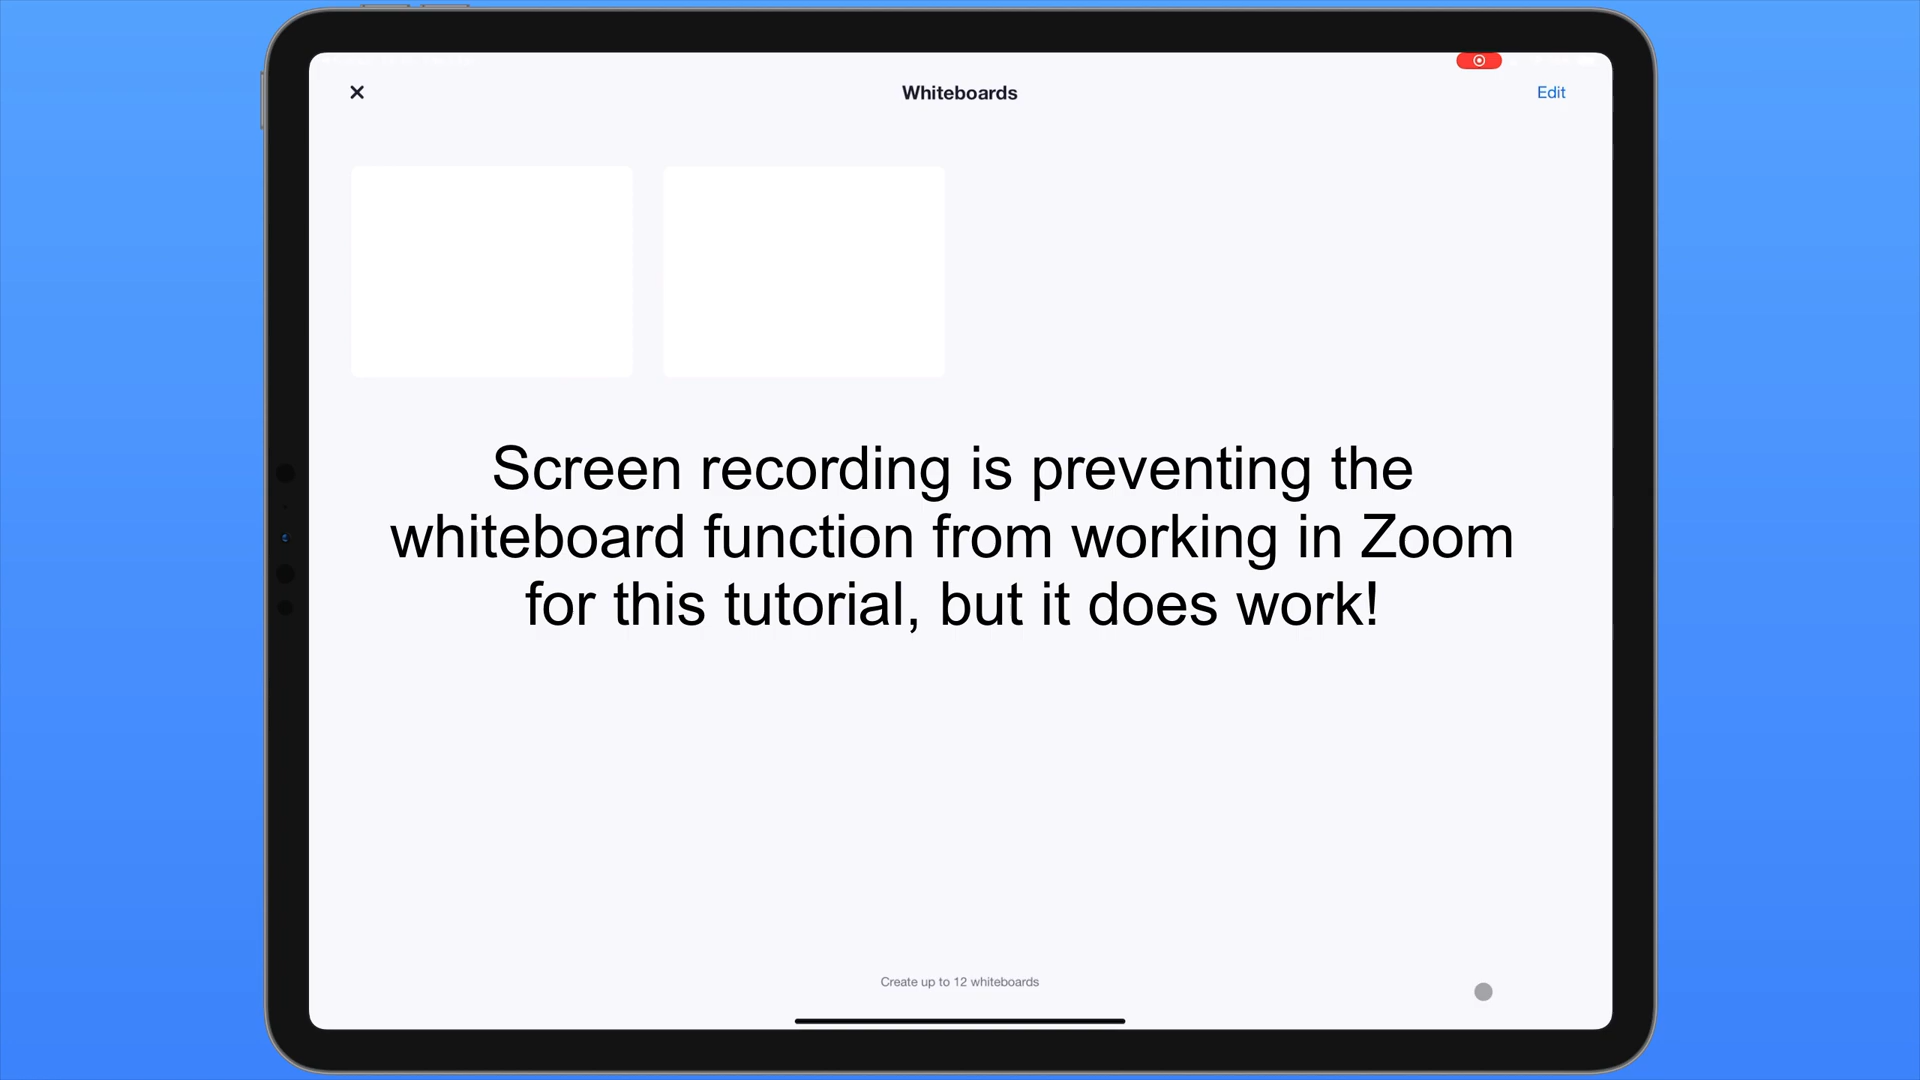 Whiteboards
Edit
Screen recording is preventing the
whiteboard function from working in Zoom
for this tutorial, but it does work!
Create up to 12 whiteboards